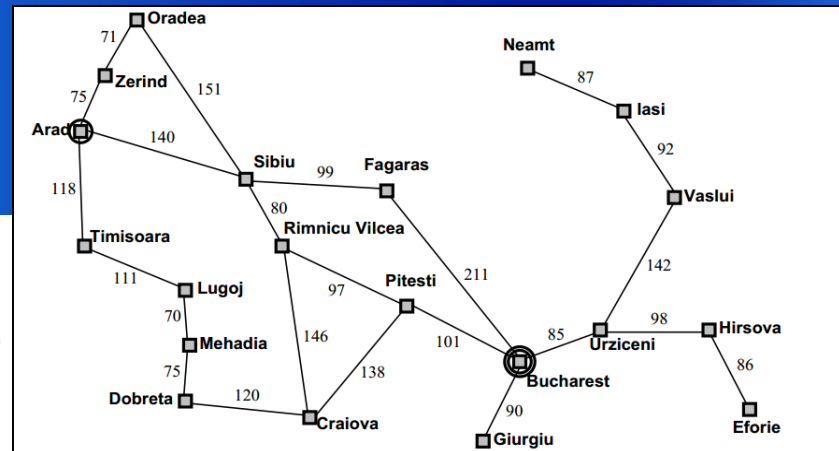 Oradea
71
Neamt
Zerind
87
151
75
Iasi
Arad
140
92
Sibiu
Fagaras
99
118
Vaslui
80
Timisoara
Rimnicu Vilcea
142
211
111
Pitesti
Lugoj
97
70
98
Hirsova
146
85
Mehadia
101
Urziceni
138
86
75
Bucharest
120
Dobreta
90
Craiova
Eforie
Giurgiu